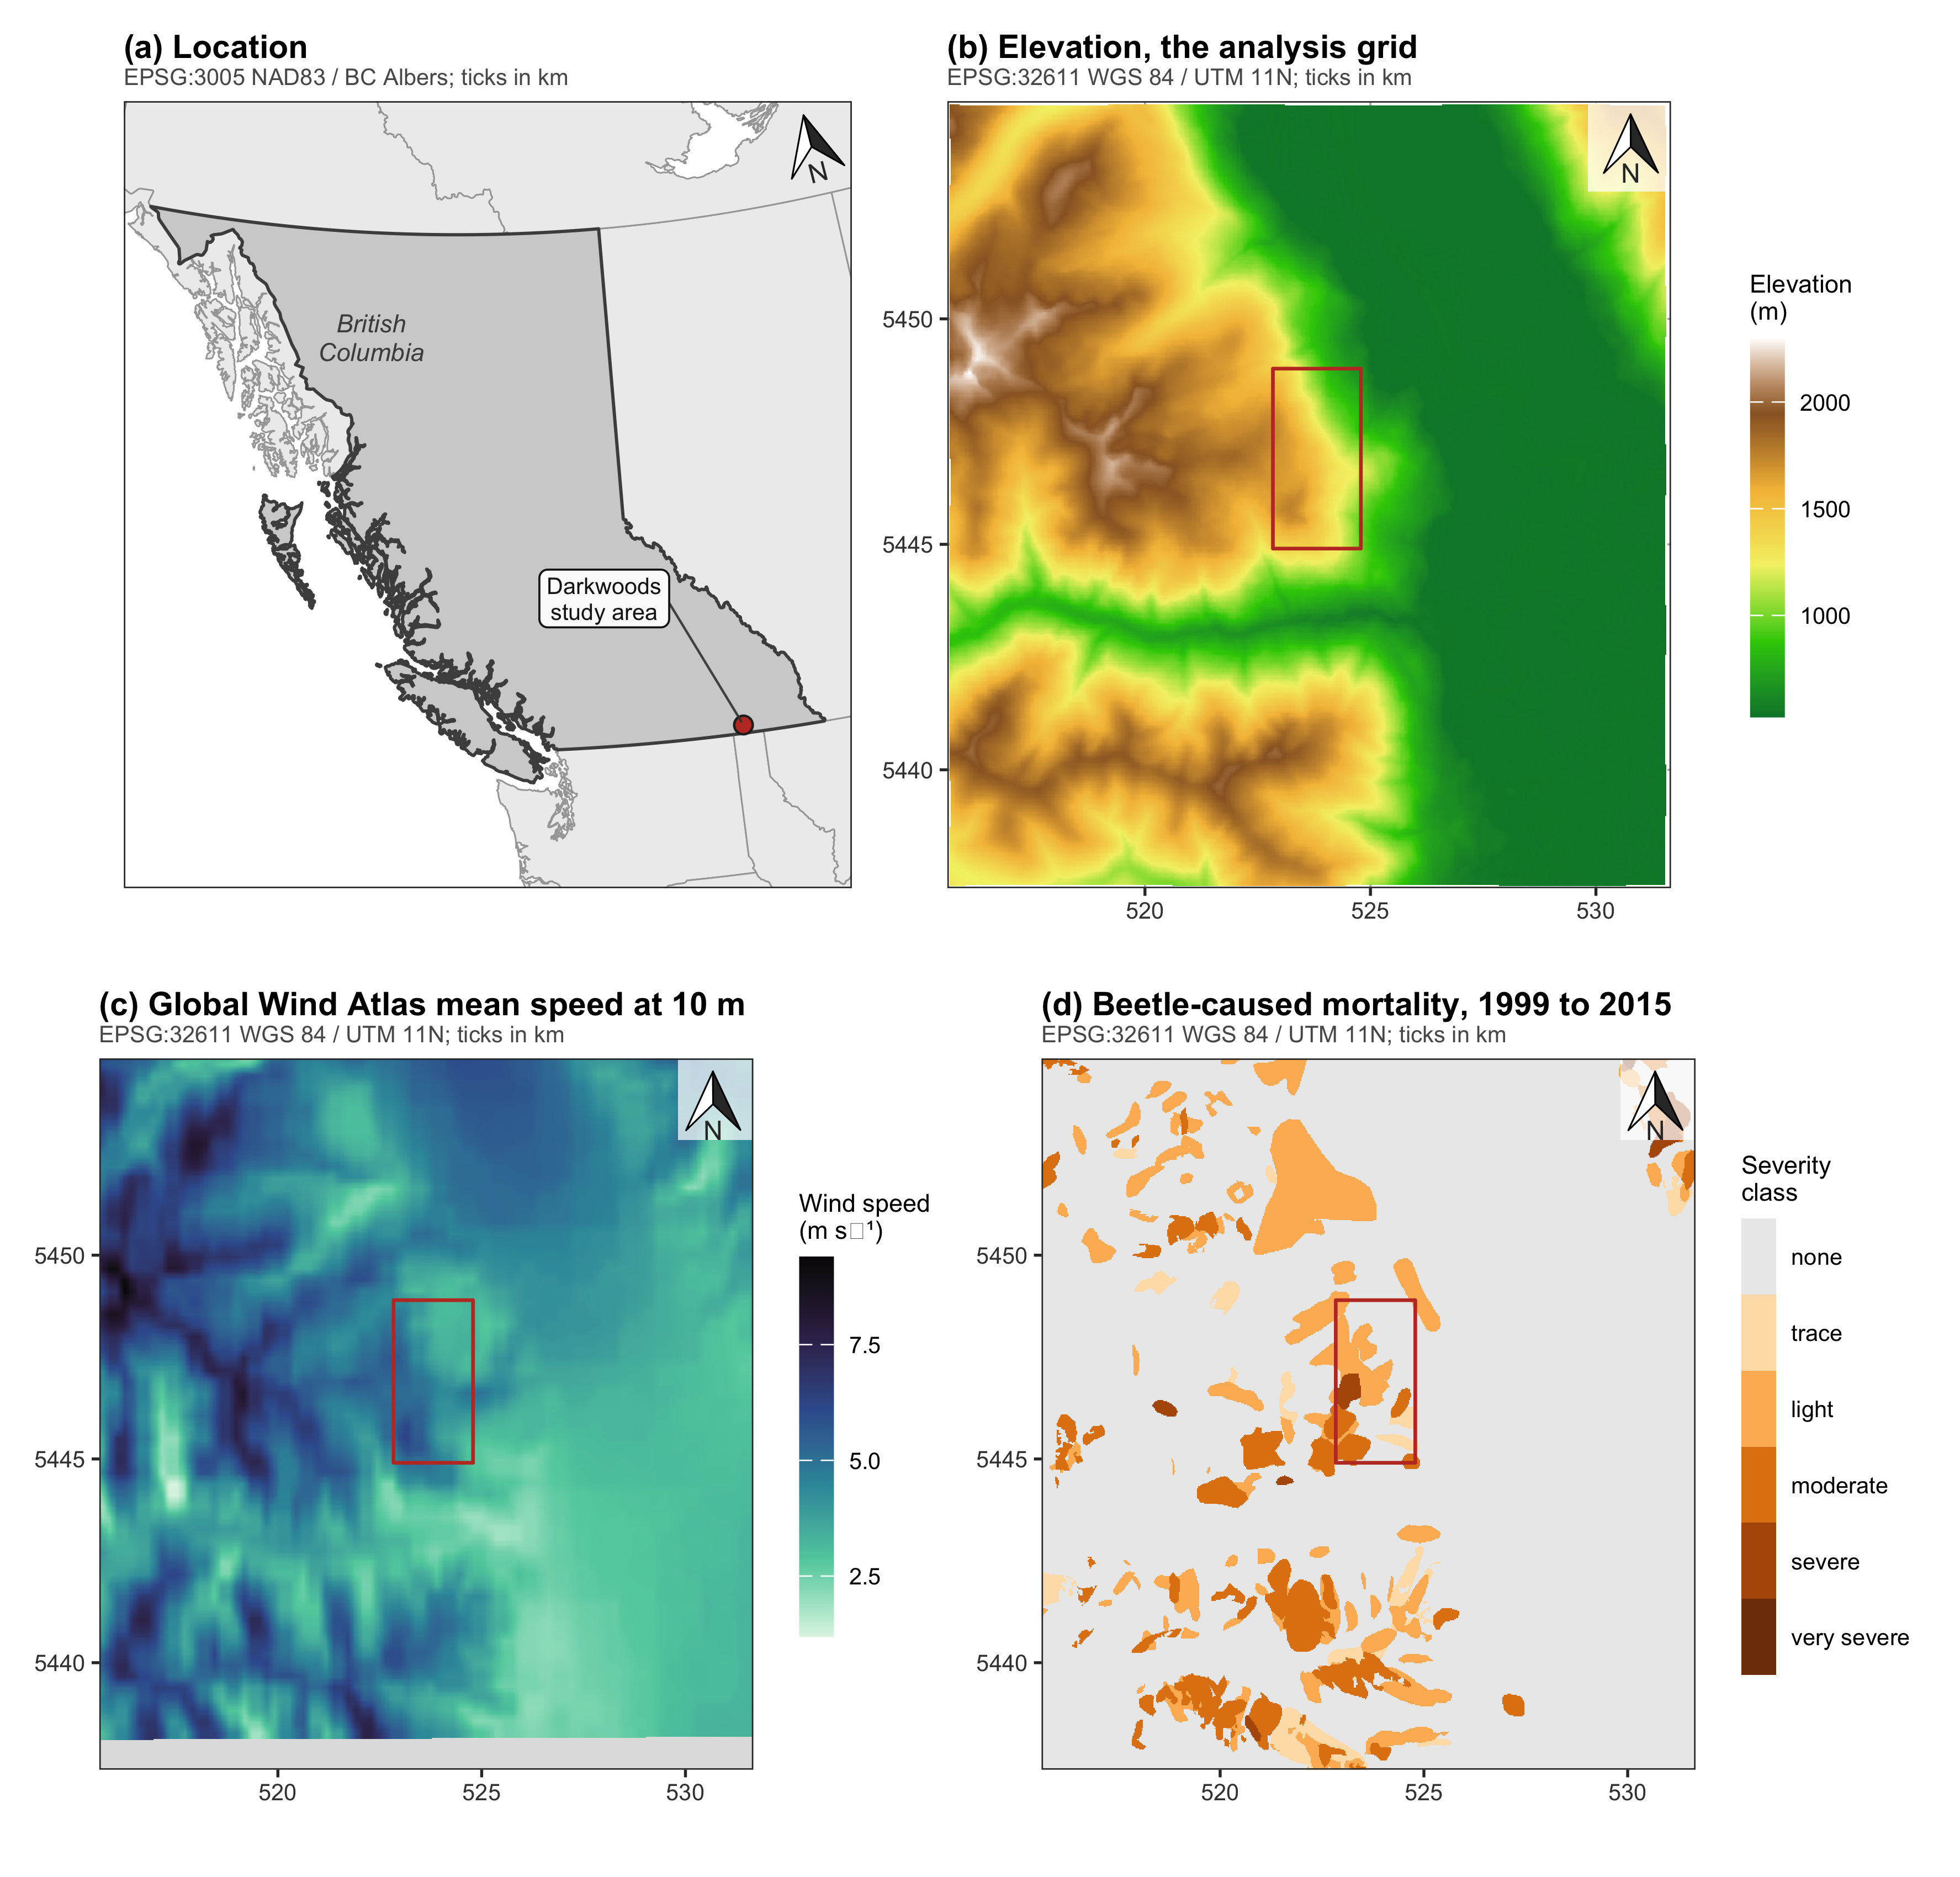 (a) Location
EPSG:3005 NAD83 / BC Albers; ticks in km
N
British
Columbia
Darkwoods
study area
(b) Elevation, the analysis grid
EPSG:32611 WGS 84 / UTM 11N; ticks in km
N
5450
5445
5440
520
525
530
Elevation
(m)
2000
1500
1000
(c) Global Wind Atlas mean speed at 10 m
EPSG:32611 WGS 84 / UTM 11N; ticks in km
N
5450
5445
5440
520
525
530
Wind speed
(m s□¹)
7.5
5.0
2.5
(d) Beetle-caused mortality, 1999 to 2015
EPSG:32611 WGS 84 / UTM 11N; ticks in km
N
5450
5445
5440
520
525
530
Severity
class
none
trace
light
moderate
severe
very severe